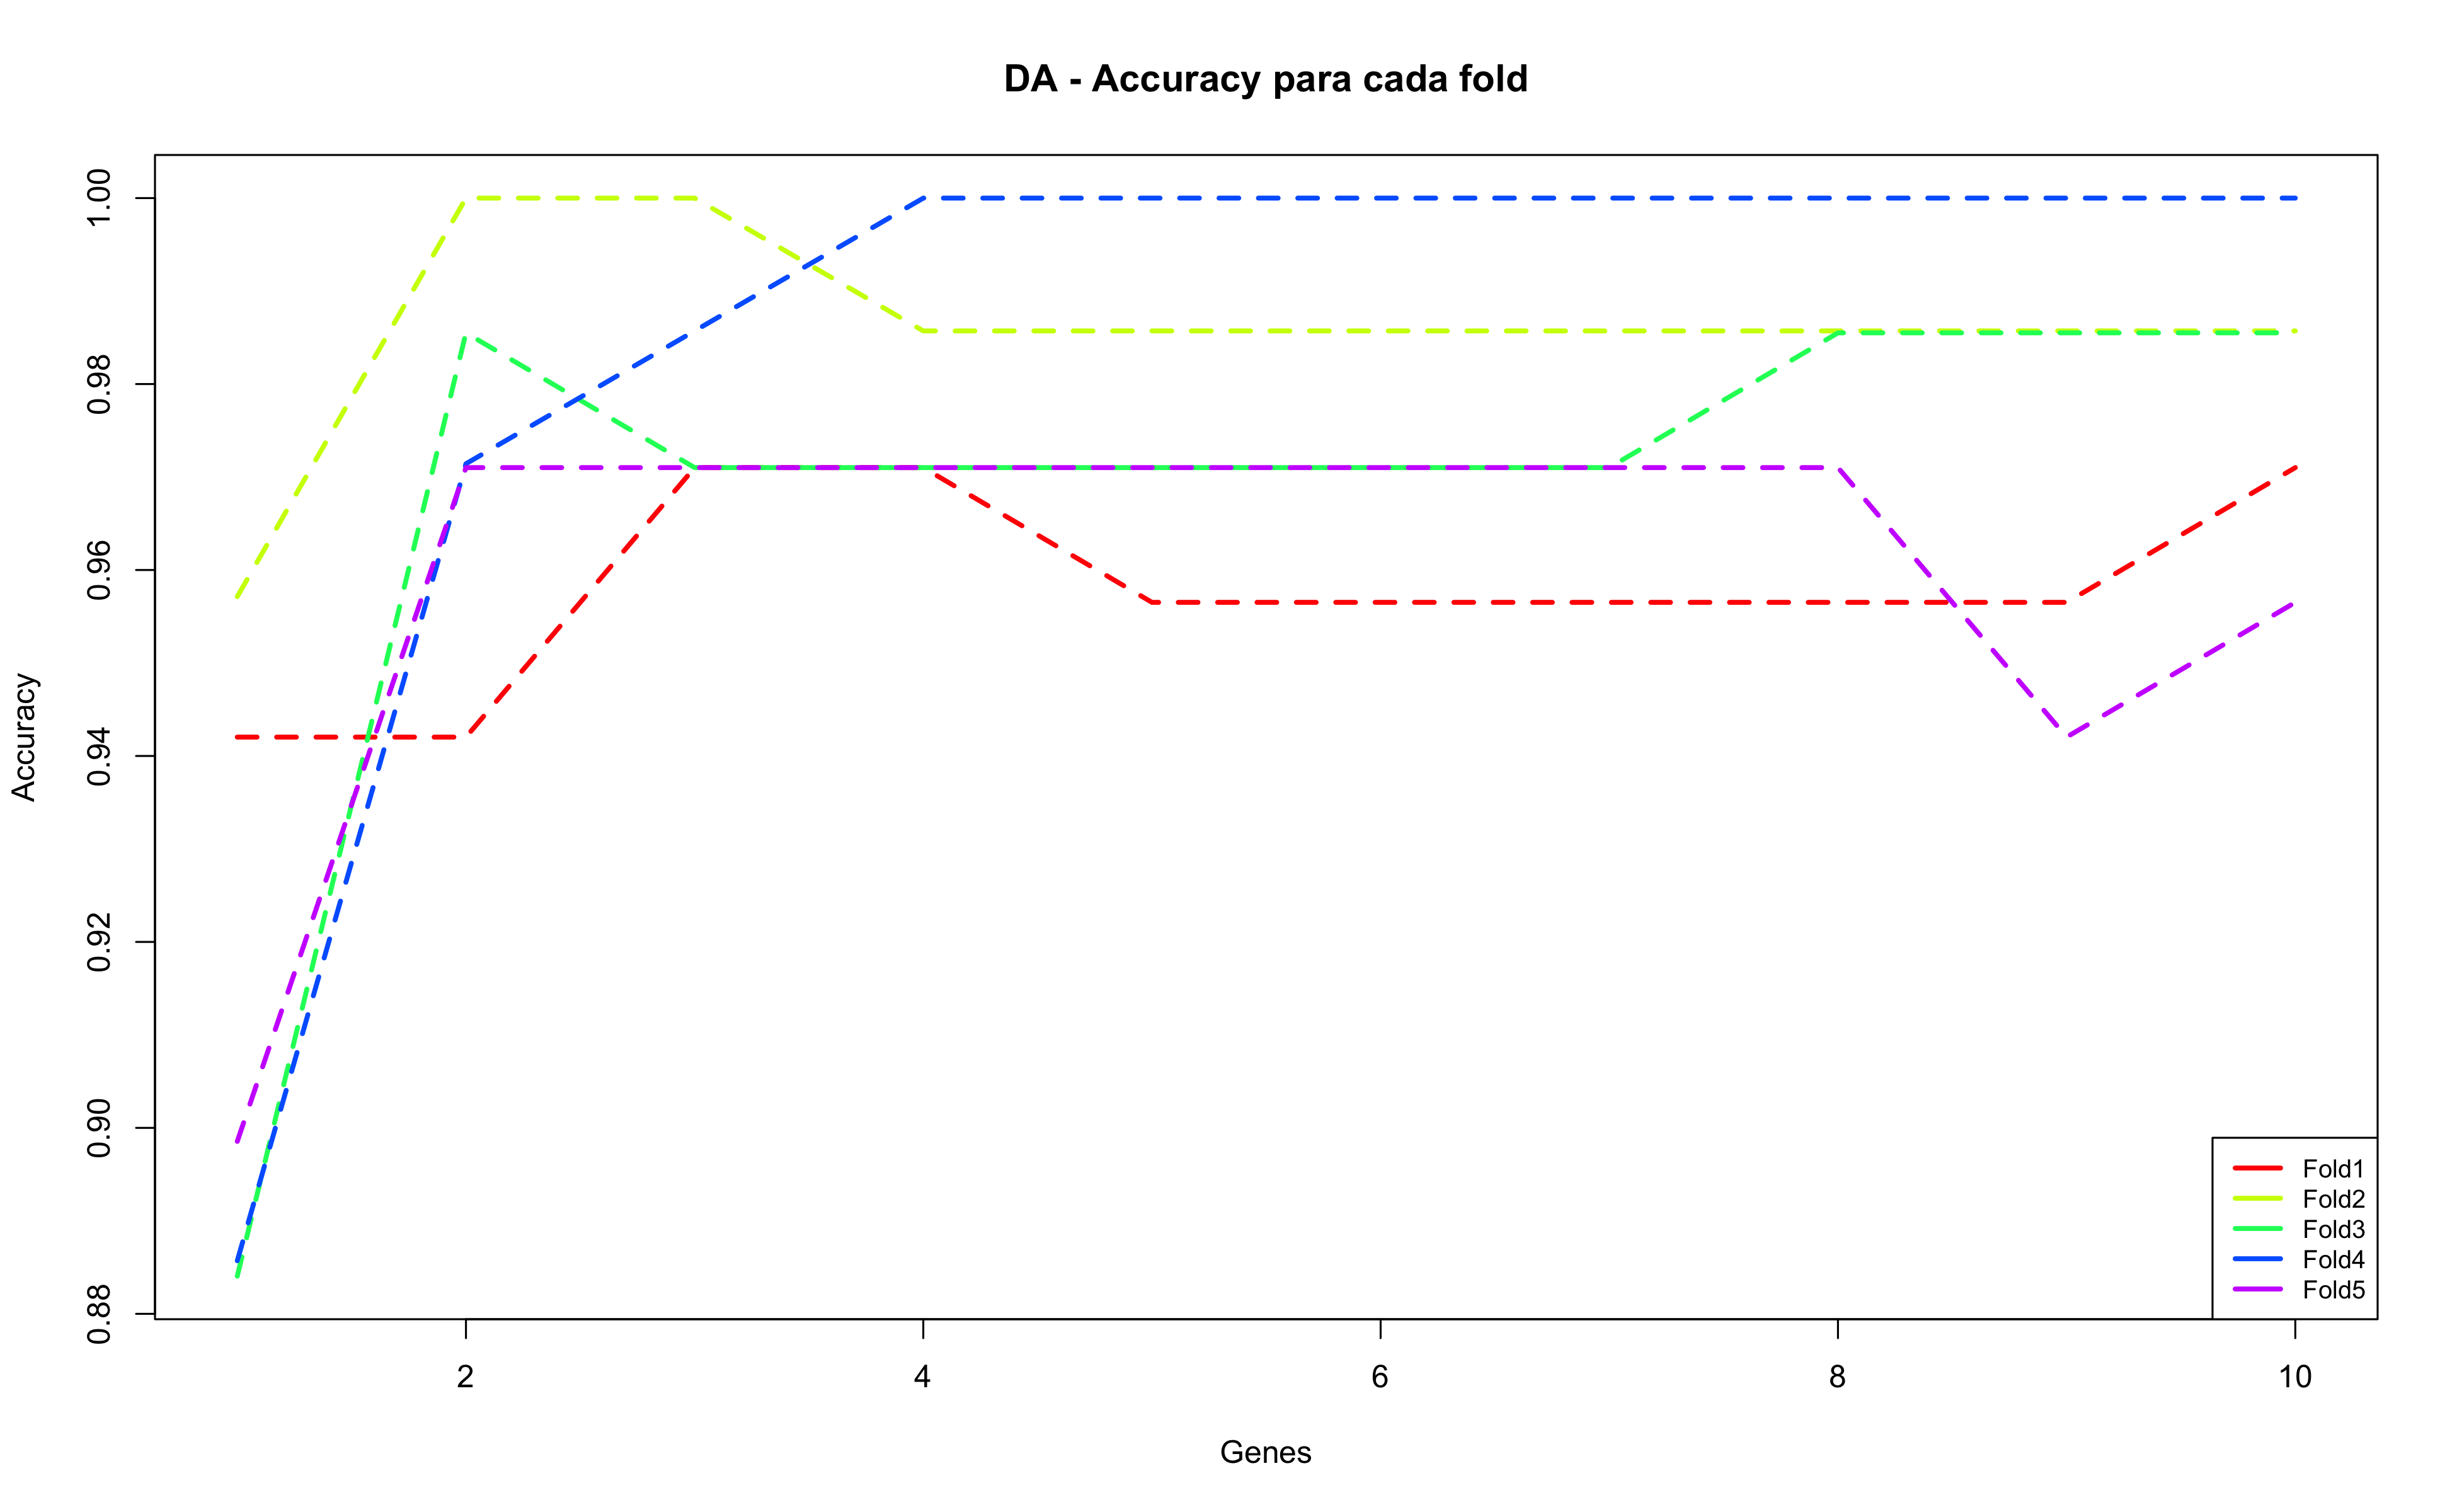 DA - Accuracy para cada fold
1.00
0.98
0.96
0.94
0.92
0.90
0.88
Accuracy
2
4
6
8
10
Genes
Fold1
Fold2
Fold3
Fold4
Fold5